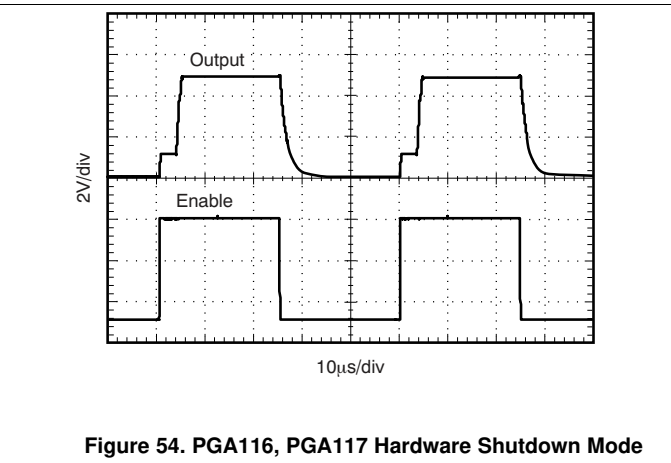 Output
2V/div
Enable
10μs/div
Figure 54. PGA116, PGA117 Hardware Shutdown Mode